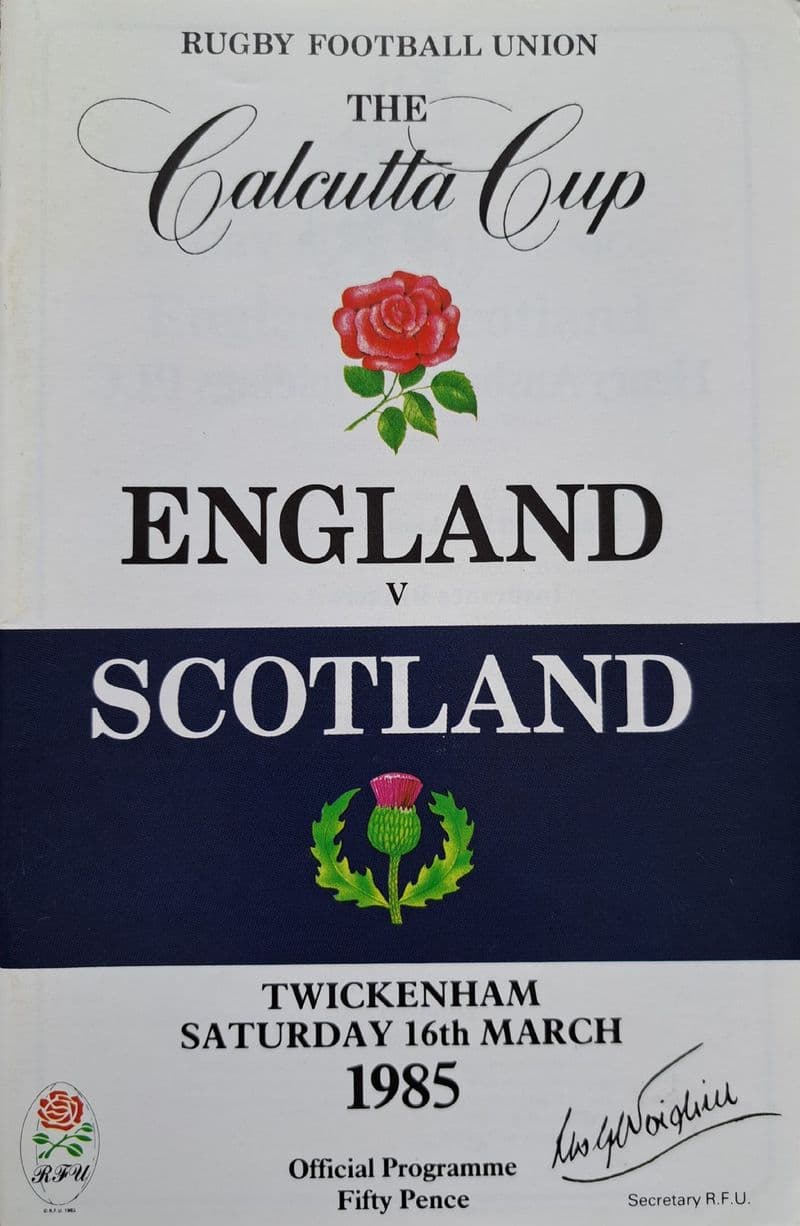 RUGBY FOOTBALL UNION
THE
Calcutta Cup
ENGLAND
V
SCOTLAND
TWICKENHAM
SATURDAY 16th MARCH
1985
RFU
Official Programme
Fifty Pence
Secretary R.F.U.